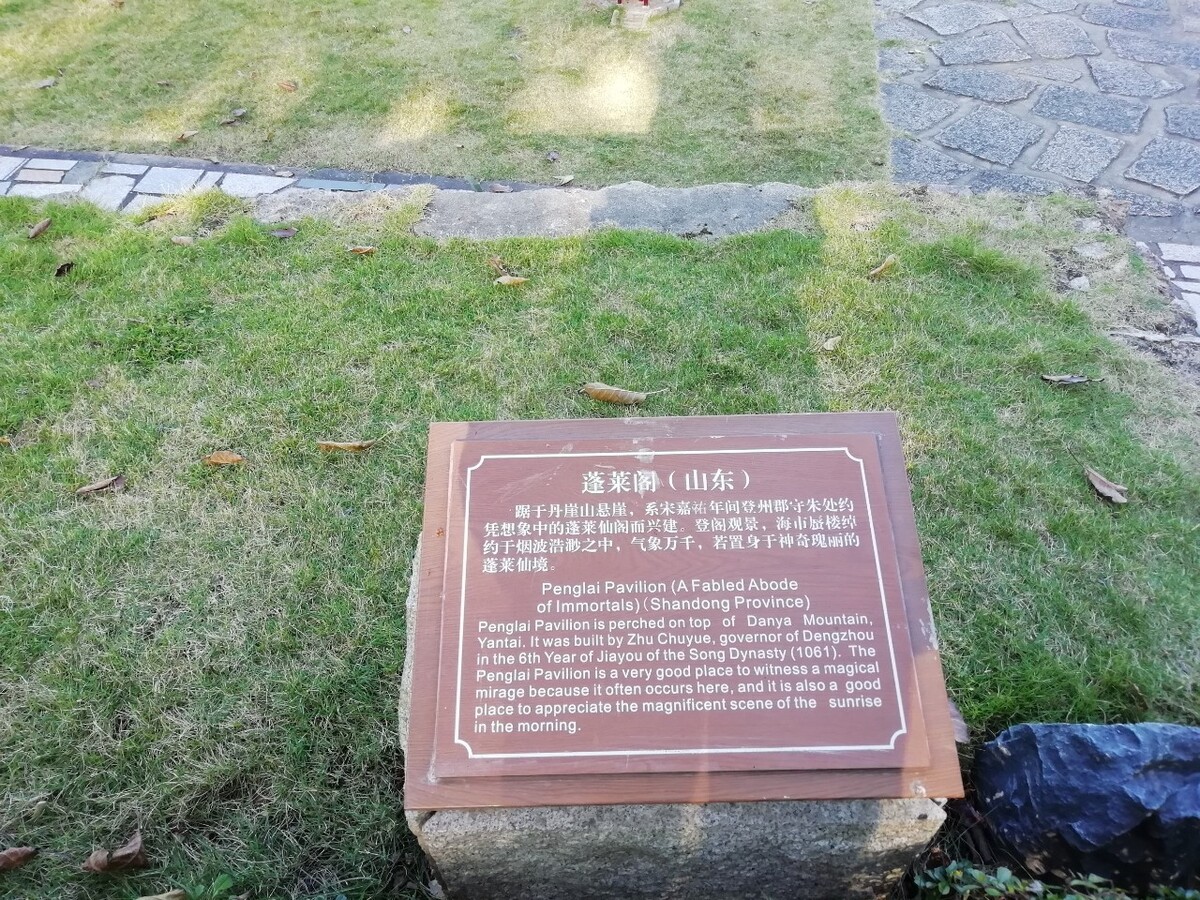 蓬莱阁（山东）
踞于丹崖山悬崖，系宋嘉祐年间登州郡守朱处约
凭想象中的蓬莱仙阁而兴建。登阁观景，海市蜃楼绰
约于烟波浩渺之中，气象万千，若置身于神奇瑰丽的
蓬莱仙境。
Penglai Pavilion (A Fabled Abode
of Immortals) (Shandong Province)
Penglai Pavilion is perched on top of Danya Mountain,
Yantai. It was built by Zhu Chuyue, governor of Dengzhou
in the 6th Year of Jiayou of the Song Dynasty (1061). The
Penglai Pavilion is a very good place to witness a magical
mirage because it often occurs here, and it is also a good
place to appreciate the magnificent scene of the sunrise
in the morning.